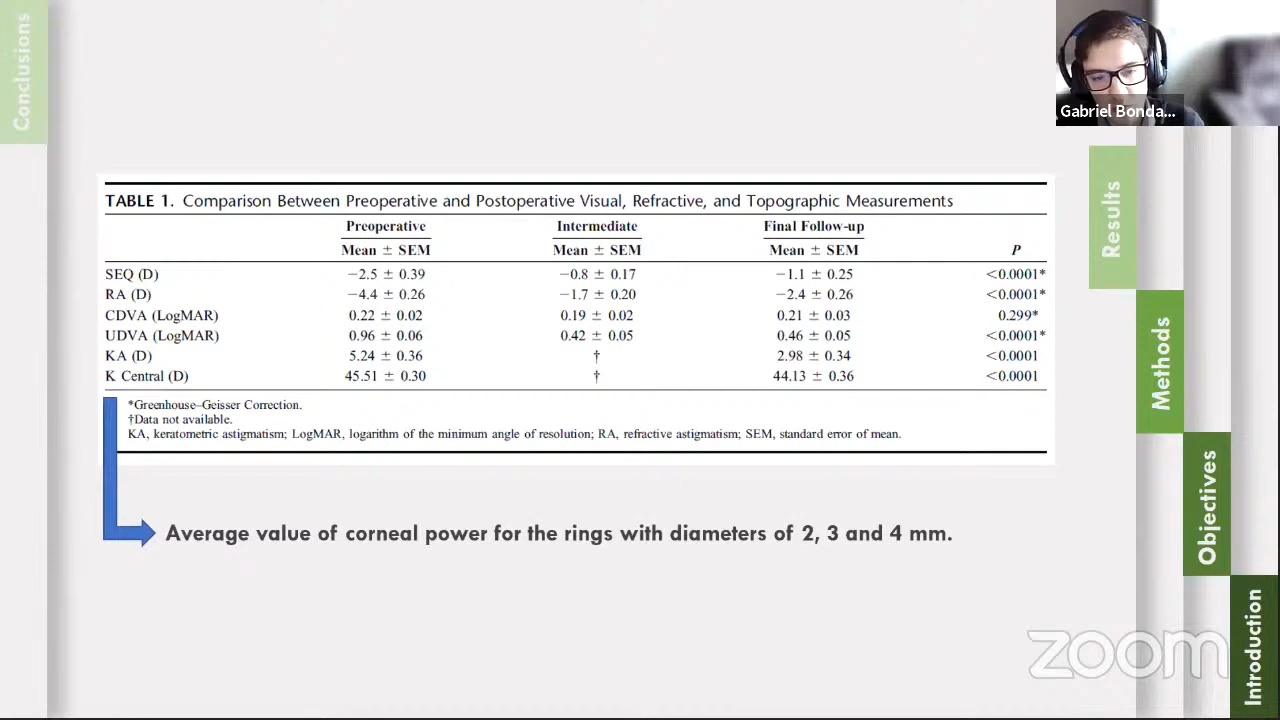 Conclusions
Gabriel Bonda...
TABLE 1. Comparison Between Preoperative and Postoperative Visual, Refractive, and Topographic Measurements
Preoperative Intermediate Final Follow-up
Mean ± SEM Mean ± SEM Mean ± SEM P
SEQ (D) −2.5 ± 0.39 −0.8 ± 0.17 −1.1 ± 0.25 <0.0001*
RA (D) −4.4 ± 0.26 −1.7 ± 0.20 −2.4 ± 0.26 <0.0001*
CDVA (LogMAR) 0.22 ± 0.02 0.19 ± 0.02 0.21 ± 0.03 0.299*
UDVA (LogMAR) 0.96 ± 0.06 0.42 ± 0.05 0.46 ± 0.05 <0.0001*
KA (D) 5.24 ± 0.36 † 2.98 ± 0.34 <0.0001
K Central (D) 45.51 ± 0.30 † 44.13 ± 0.36 <0.0001
*Greenhouse–Geisser Correction.
†Data not available.
KA, keratometric astigmatism; LogMAR, logarithm of the minimum angle of resolution; RA, refractive astigmatism; SEM, standard error of mean.
Average value of corneal power for the rings with diameters of 2, 3 and 4 mm.
Results
Methods
Objectives
Introduction
zoom